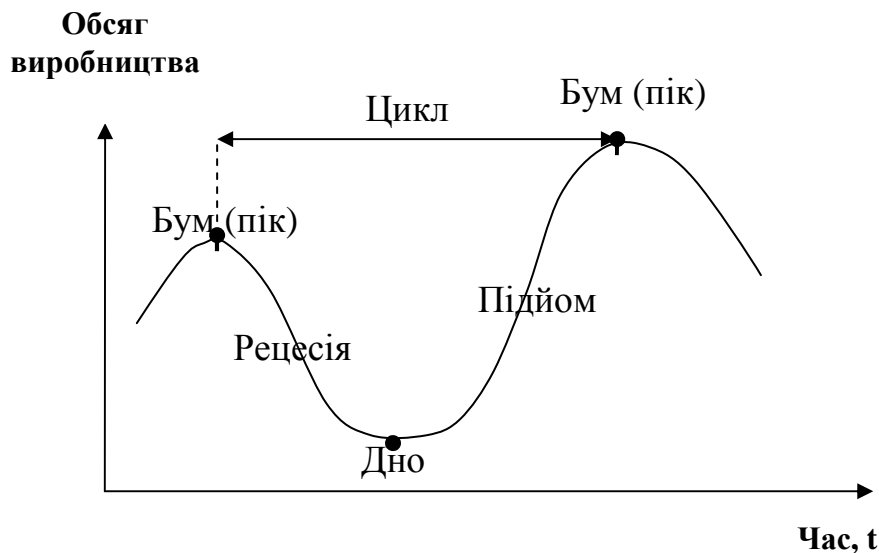 Обсяг
виробництва
Бум (пік)
Цикл
Бум (пік)
Підйом
Рецесія
Дно
Час, t